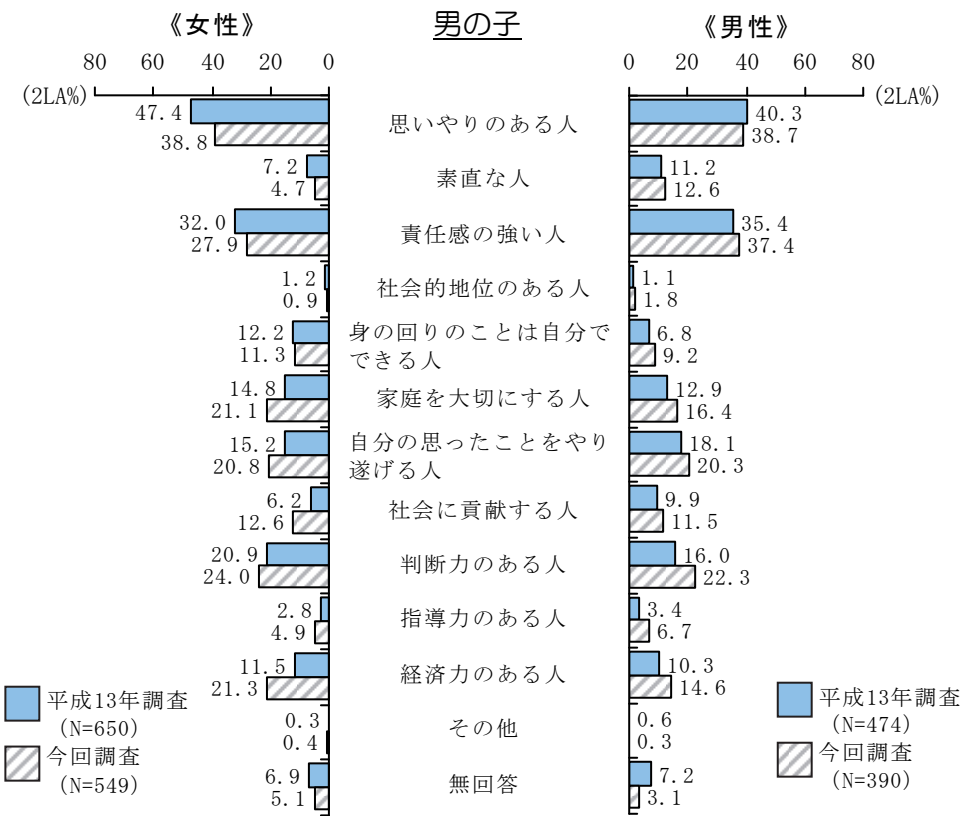 《女性》 男の子 《男性》
80 60 40 20 0 0 20 40 60 80
(2LA%) (2LA%)
47.4 思いやりのある人 40.3
38.8 38.7
7.2 素直な人 11.2
4.7 12.6
32.0 責任感の強い人 35.4
27.9 37.4
1.2 社会的地位のある人 1.1
0.9 1.8
12.2 身の回りのことは自分で 6.8
11.3 できる人 9.2
14.8 家庭を大切にする人 12.9
21.1 16.4
15.2 自分の思ったことをやり 18.1
20.8 遂げる人 20.3
6.2 社会に貢献する人 9.9
12.6 11.5
20.9 判断力のある人 16.0
24.0 22.3
2.8 指導力のある人 3.4
4.9 6.7
11.5 経済力のある人 10.3
21.3 14.6
0.3 その他 0.6
0.4 0.3
6.9 無回答 7.2
5.1 3.1
平成13年調査
(N=650)
今回調査
(N=549)
平成13年調査
(N=474)
今回調査
(N=390)